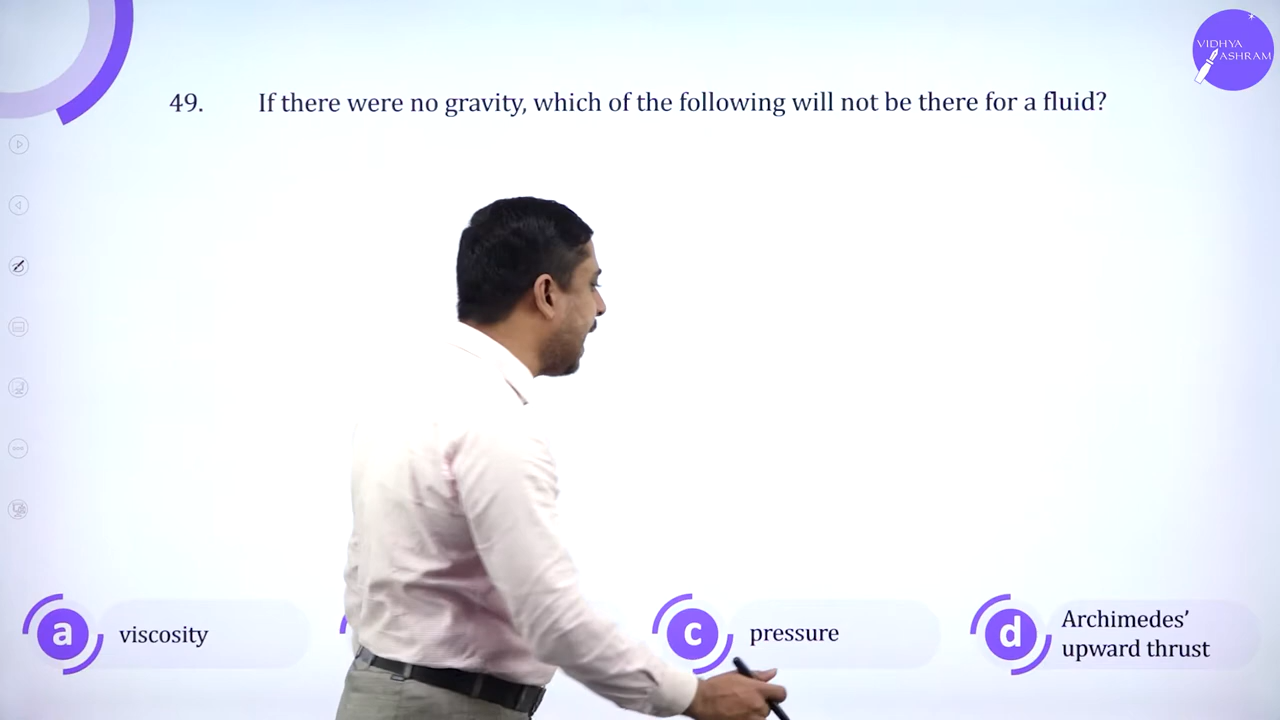 VIDHYA
ASHRAM
49. If there were no gravity, which of the following will not be there for a fluid?
a viscosity
c pressure
d Archimedes’
upward thrust